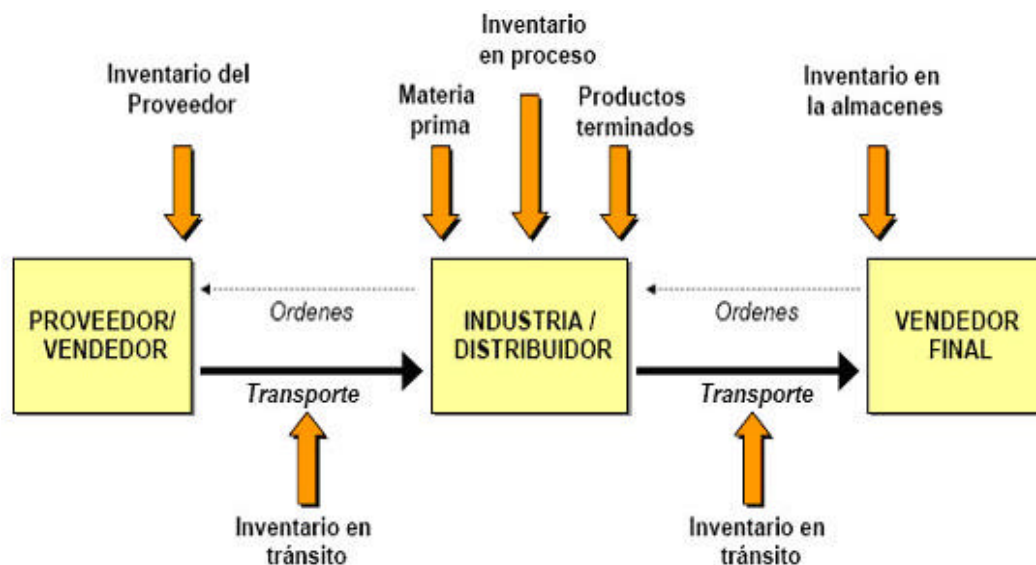 Inventario del
Proveedor
Materia
prima
Inventario
en proceso
Productos
terminados
Inventario en
la almacenes
PROVEEDOR/
VENDEDOR
Ordenes
Transporte
INDUSTRIA /
DISTRIBUIDOR
Ordenes
Transporte
VENDEDOR
FINAL
Inventario en
tránsito
Inventario en
tránsito